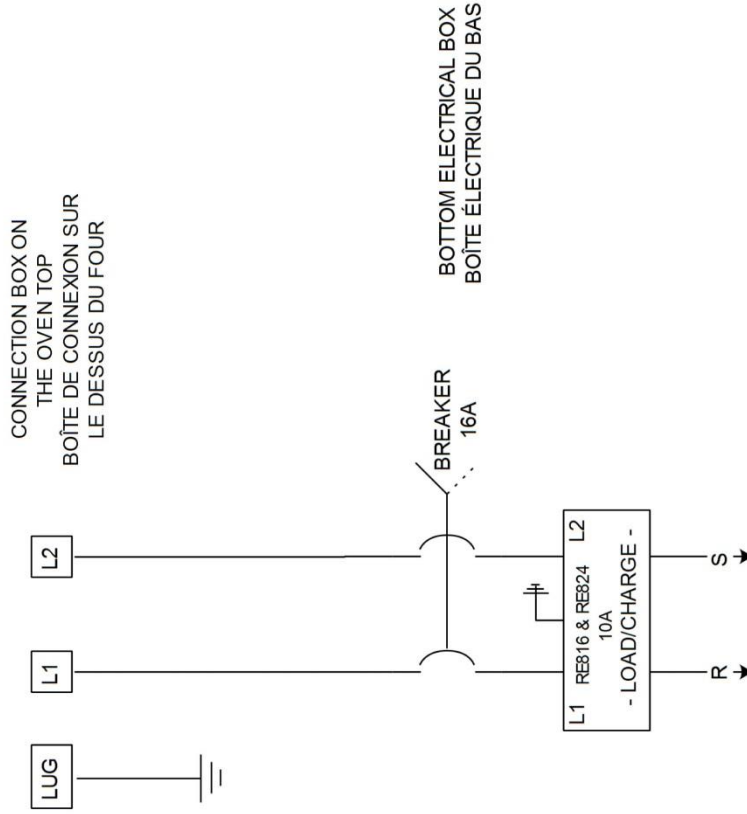 CONNECTION BOX ON
THE OVEN TOP
BOÎTE DE CONNEXION SUR
LE DESSUS DU FOUR
LUG
L1
L2
BREAKER
16A
BOTTOM ELECTRICAL BOX
BOÎTE ÉLECTRIQUE DU BAS
L1
L2
RE816 & RE824
10A
- LOAD/CHARGE -
R
S